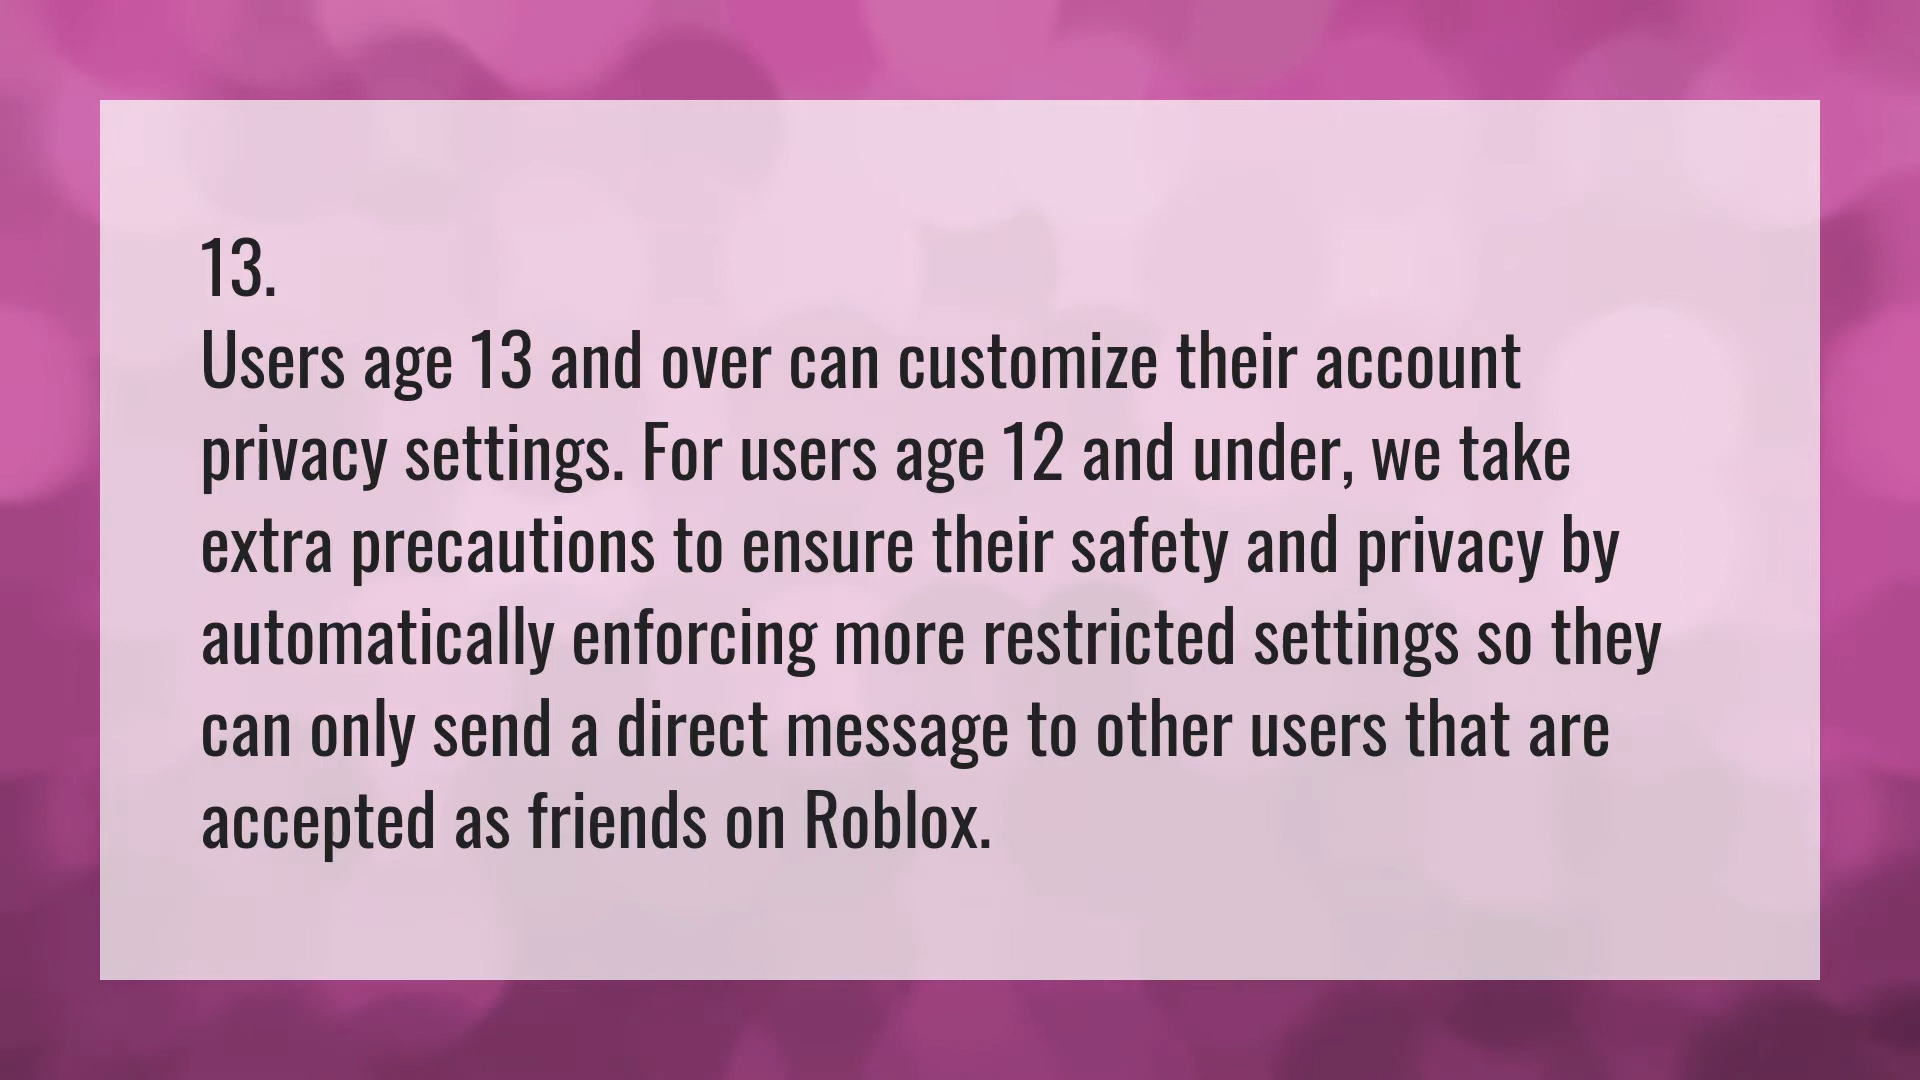 13.
Users age 13 and over can customize their account
privacy settings. For users age 12 and under, we take
extra precautions to ensure their safety and privacy by
automatically enforcing more restricted settings so they
can only send a direct message to other users that are
accepted as friends on Roblox.